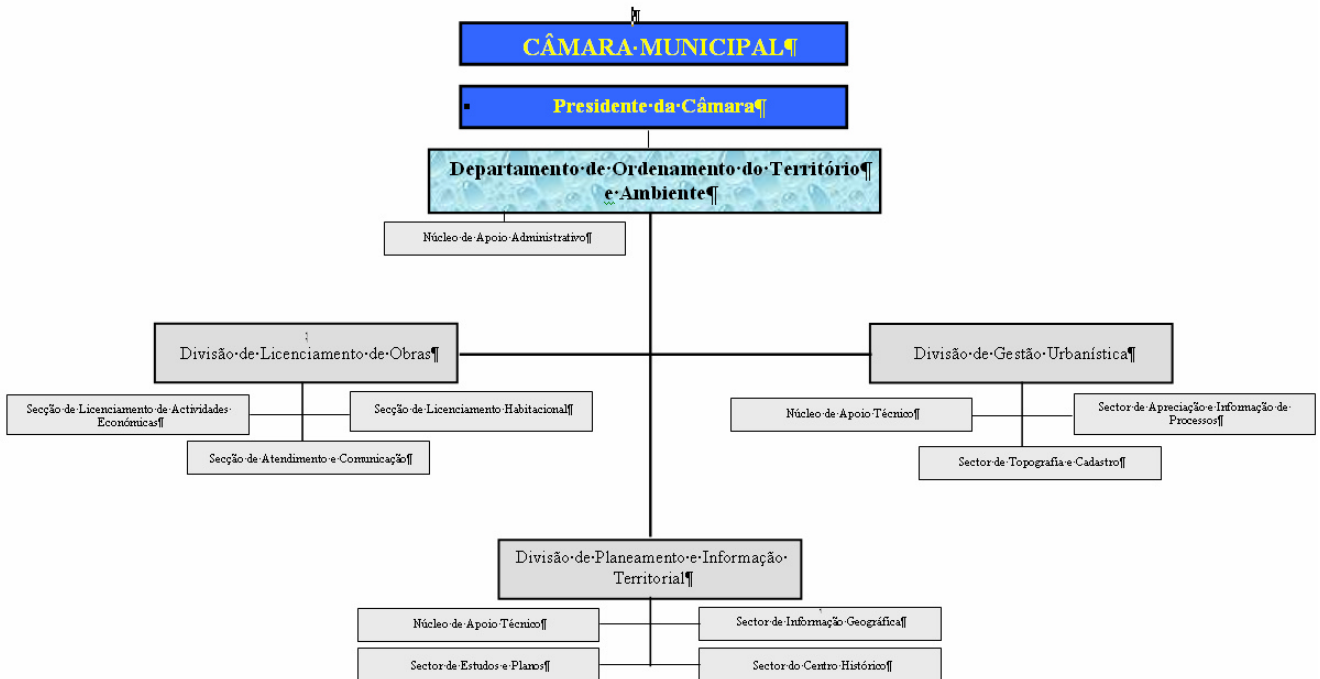 CÂMARA·MUNICIPAL¶
Presidente·da·Câmara¶
Departamento·de·Ordenamento·do·Território¶
e·Ambiente¶
Núcleo·de·Apoio·Administrativo¶
Divisão·de·Licenciamento·de·Obras¶
Divisão·de·Gestão·Urbanística¶
Secção·de·Licenciamento·de·Actividades·
Económicas¶
Secção·de·Licenciamento·Habitacional¶
Secção·de·Atendimento·e·Comunicação¶
Núcleo·de·Apoio·Técnico¶
Sector·de·Apreciação·e·Informação·de·
Processos¶
Sector·de·Topografia·e·Cadastro¶
Divisão·de·Planeamento·e·Informação·
Territorial¶
Núcleo·de·Apoio·Técnico¶
Sector·de·Informação·Geográfica¶
Sector·de·Estudos·e·Planos¶
Sector·do·Centro·Histórico¶